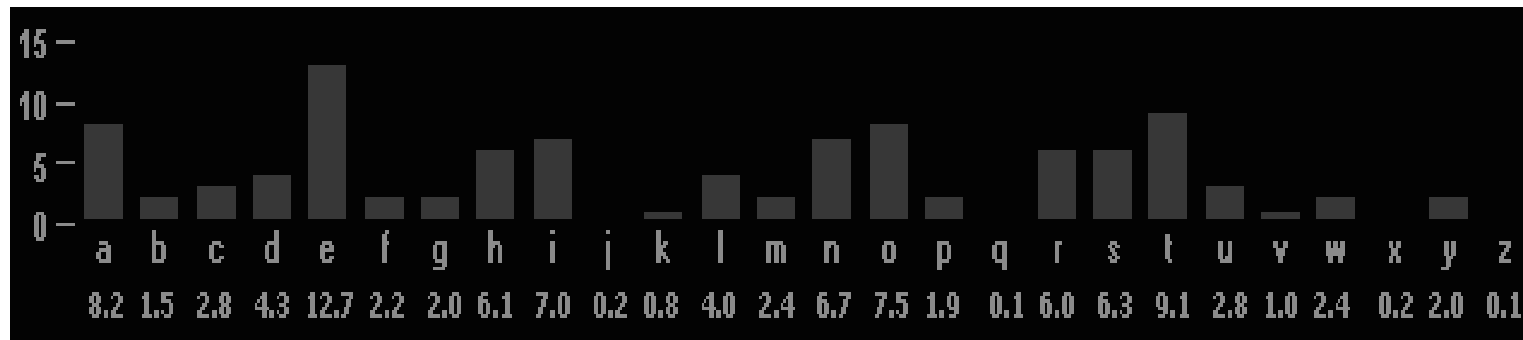 15
10
5
0
a b c d e f g h i j k l m n o p q r s t u v w x y z
8.2 1.5 2.8 4.3 12.7 2.2 2.0 6.1 7.0 0.2 0.8 4.0 2.4 6.7 7.5 1.9 0.1 6.0 6.3 9.1 2.8 1.0 2.4 0.2 2.0 0.1